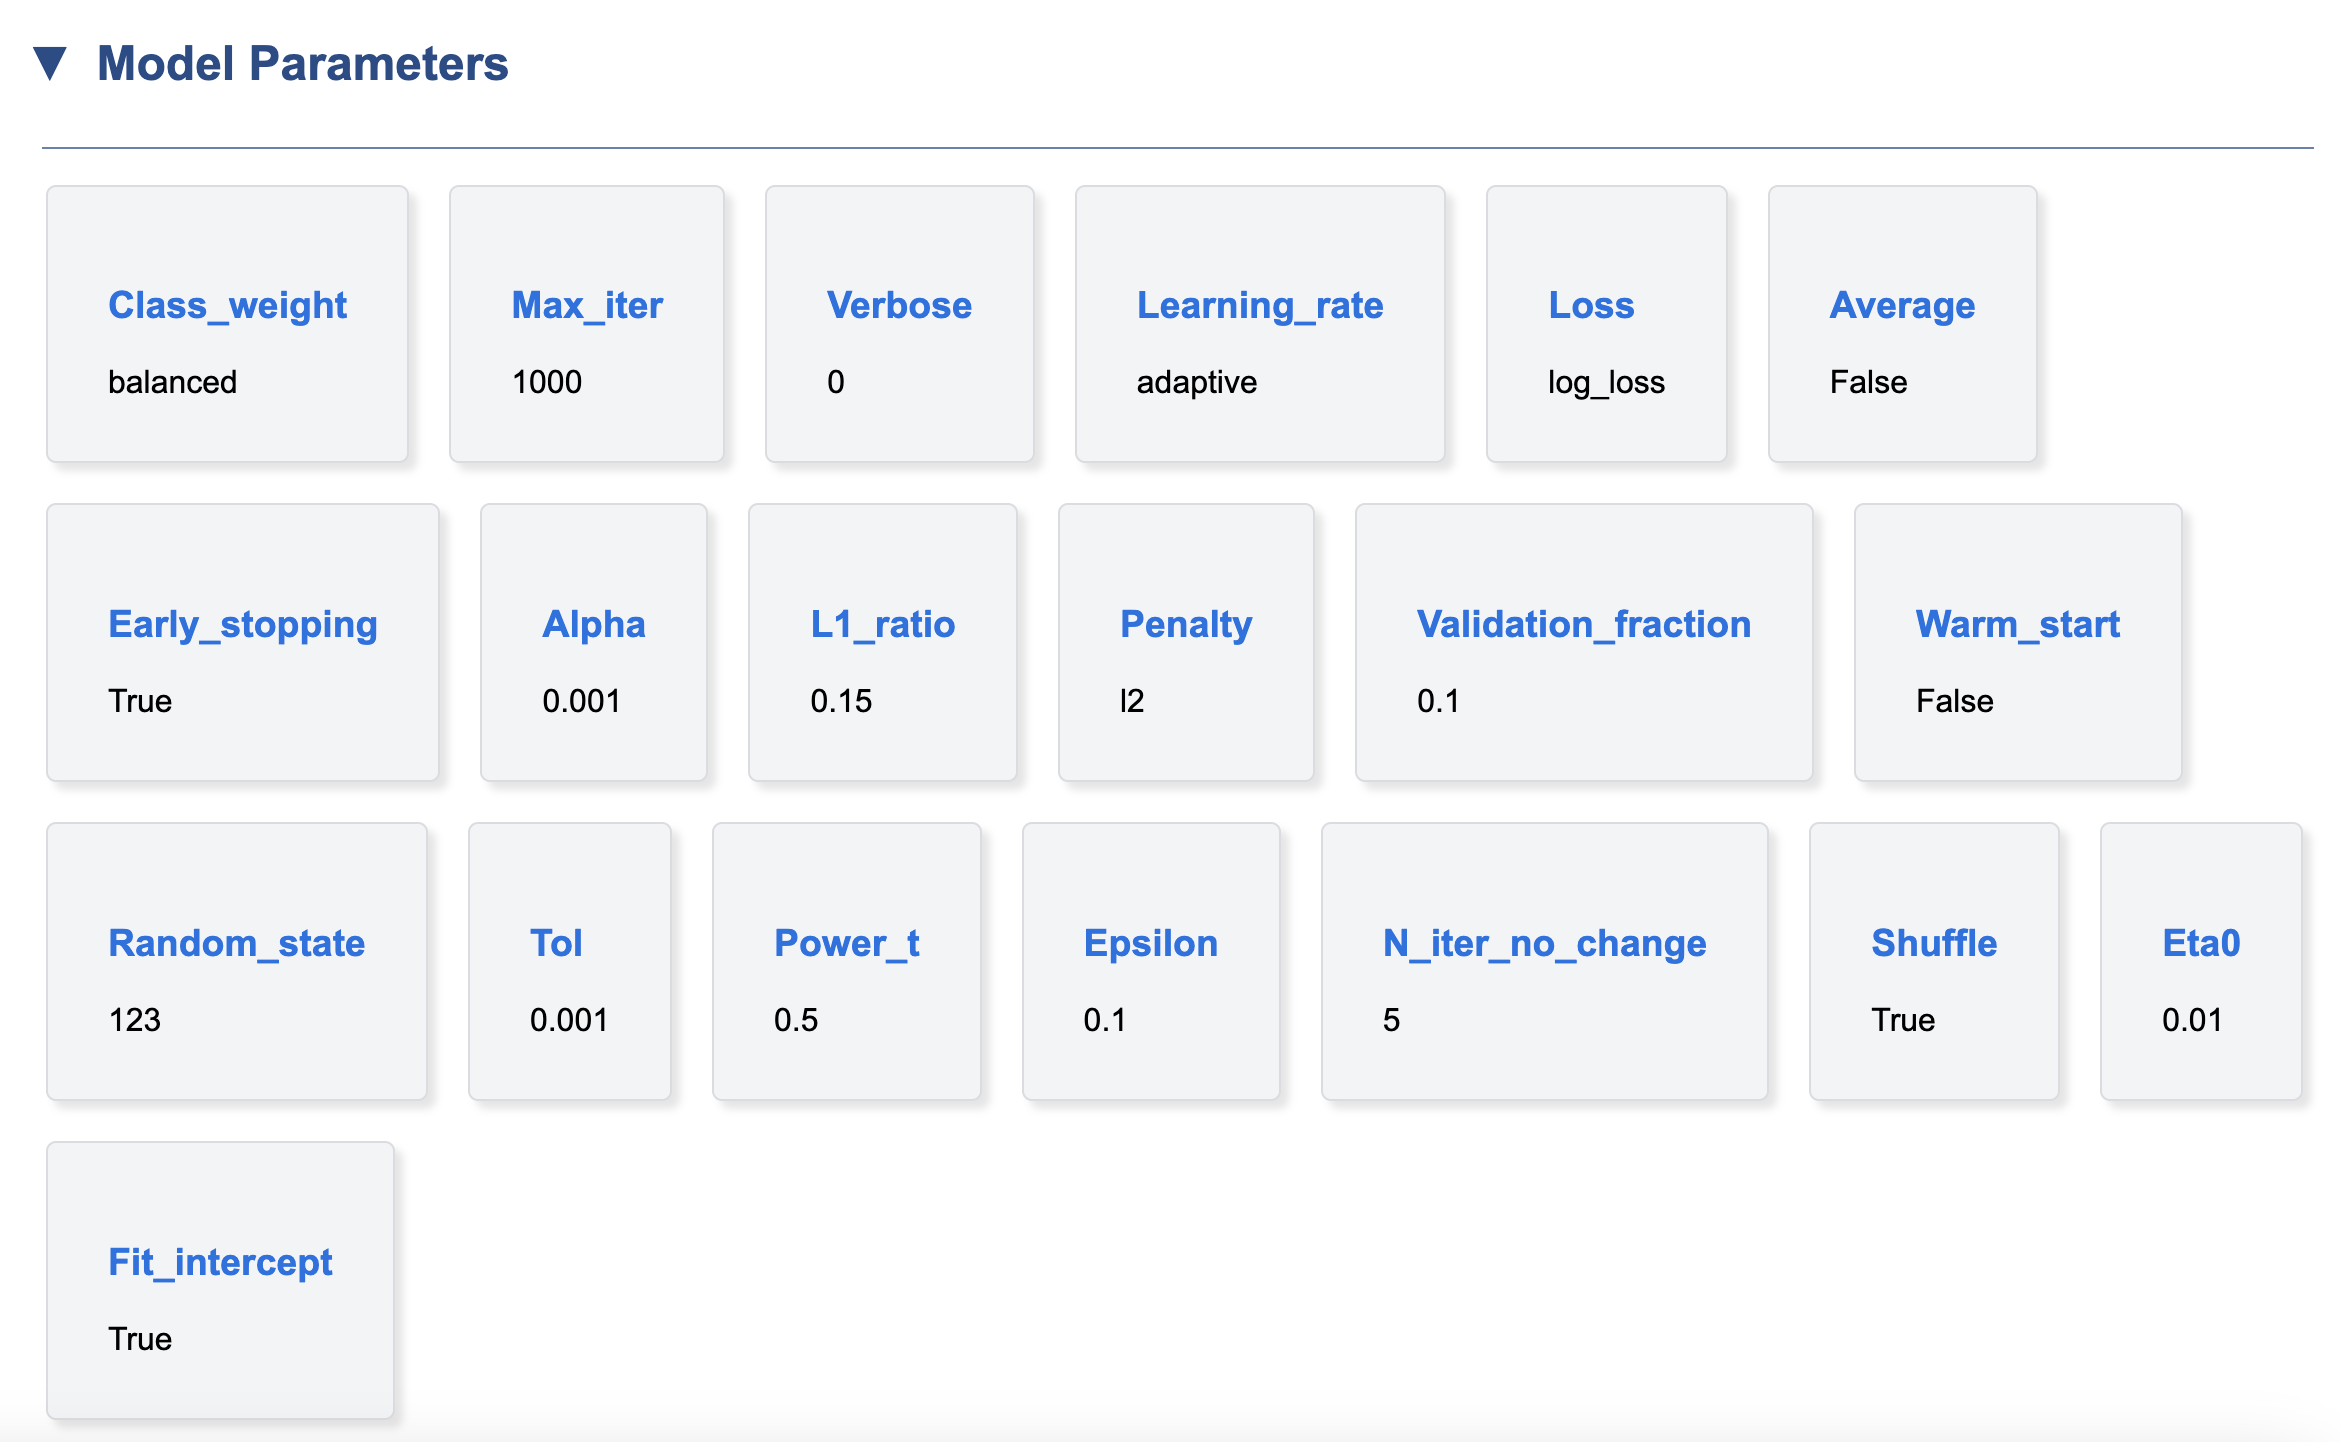 ▼ Model Parameters
Class_weight Max_iter Verbose Learning_rate Loss Average
balanced 1000 0 adaptive log_loss False
Early_stopping Alpha L1_ratio Penalty Validation_fraction Warm_start
True 0.001 0.15 l2 0.1 False
Random_state Tol Power_t Epsilon N_iter_no_change Shuffle Eta0
123 0.001 0.5 0.1 5 True 0.01
Fit_intercept
True